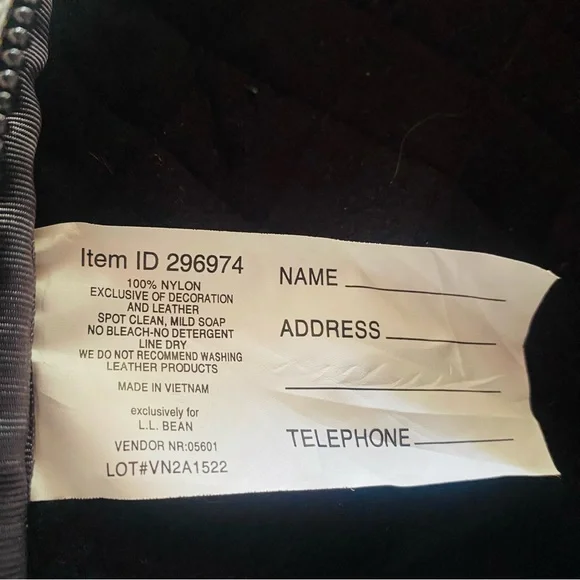 Item ID 296974
100% NYLON
EXCLUSIVE OF DECORATION
AND LEATHER
SPOT CLEAN, MILD SOAP
NO BLEACH-NO DETERGENT
LINE DRY
WE DO NOT RECOMMEND WASHING
LEATHER PRODUCTS
MADE IN VIETNAM
exclusively for
L.L. BEAN
VENDOR NR:05601
LOT#VN2A1522
NAME
ADDRESS
TELEPHONE